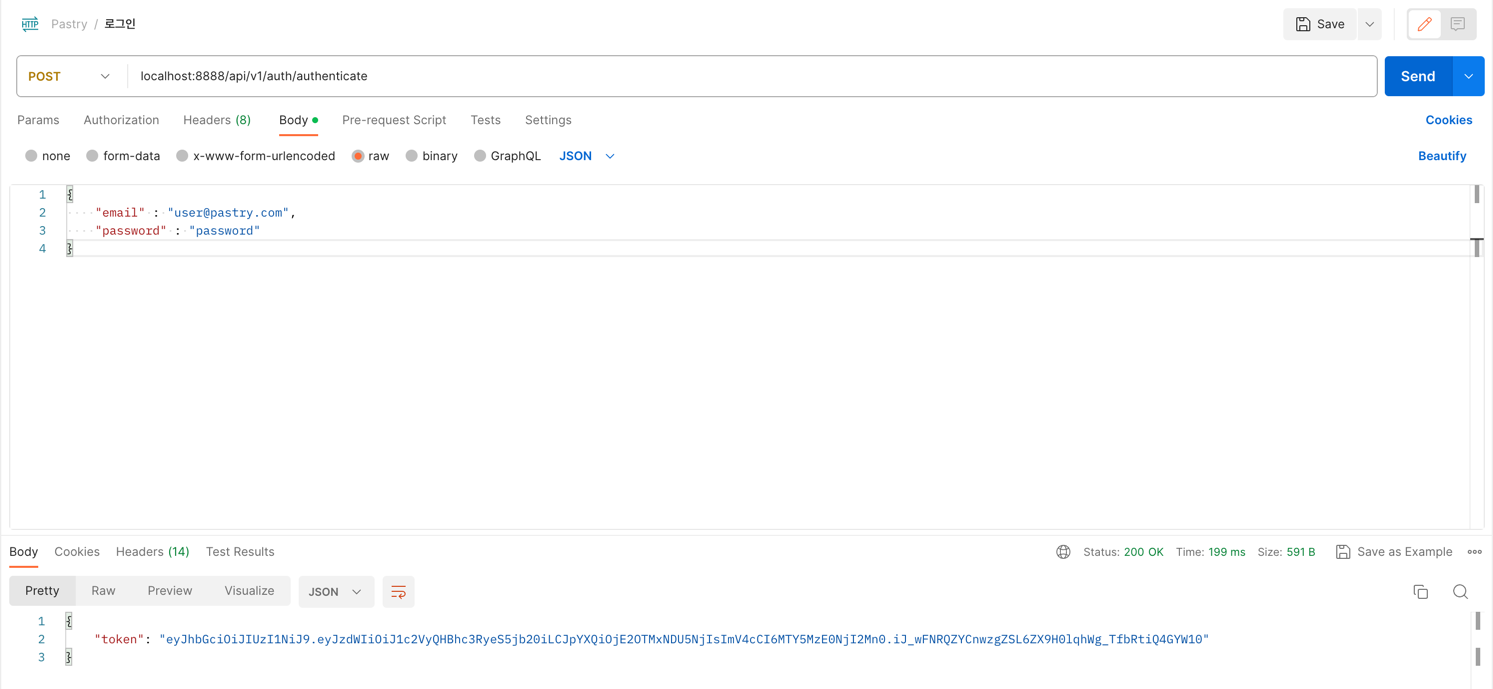 HTTP Pastry / 로그인 Save
POST localhost:8888/api/v1/auth/authenticate Send
Params Authorization Headers (8) Body Pre-request Script Tests Settings Cookies
none form-data x-www-form-urlencoded raw binary GraphQL JSON Beautify
1 {
2 "email" : "user@pastry.com",
3 "password" : "password"
4 }
Body Cookies Headers (14) Test Results Status: 200 OK Time: 199 ms Size: 591 B Save as Example
Pretty Raw Preview Visualize JSON
1 {
2 "token": "eyJhbGciOiJIUzI1NiJ9.eyJzdWIiOiJ1c2VyQHBhc3RyeS5jb20iLCJpYXQiOjE2OTMxNDU5NjIsImV4cCI6MTY5MzE0NjI2Mn0.iJ_wFNRQZYCnwzgZSL6ZX9H0lqhWg_TfbRtiQ4GYW10"
3 }